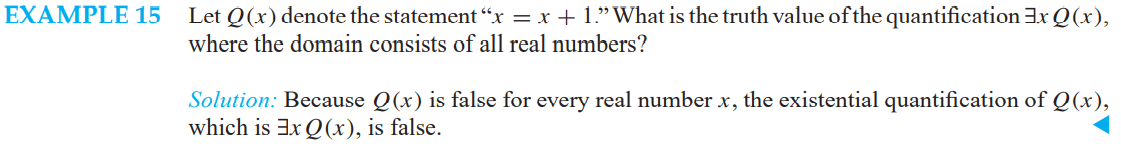 EXAMPLE 15 Let Q(x) denote the statement “x = x + 1.” What is the truth value of the quantification ∃x Q(x),
where the domain consists of all real numbers?
Solution: Because Q(x) is false for every real number x, the existential quantification of Q(x),
which is ∃x Q(x), is false.